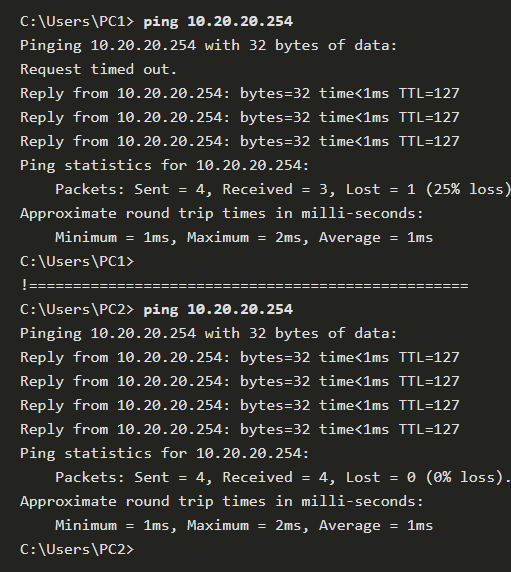 C:\Users\PC1> ping 10.20.20.254
Pinging 10.20.20.254 with 32 bytes of data:
Request timed out.
Reply from 10.20.20.254: bytes=32 time<1ms TTL=127
Reply from 10.20.20.254: bytes=32 time<1ms TTL=127
Reply from 10.20.20.254: bytes=32 time<1ms TTL=127
Ping statistics for 10.20.20.254:
    Packets: Sent = 4, Received = 3, Lost = 1 (25% loss)
Approximate round trip times in milli-seconds:
    Minimum = 1ms, Maximum = 2ms, Average = 1ms
C:\Users\PC1>
!==================================================
C:\Users\PC2> ping 10.20.20.254
Pinging 10.20.20.254 with 32 bytes of data:
Reply from 10.20.20.254: bytes=32 time<1ms TTL=127
Reply from 10.20.20.254: bytes=32 time<1ms TTL=127
Reply from 10.20.20.254: bytes=32 time<1ms TTL=127
Reply from 10.20.20.254: bytes=32 time<1ms TTL=127
Ping statistics for 10.20.20.254:
    Packets: Sent = 4, Received = 4, Lost = 0 (0% loss).
Approximate round trip times in milli-seconds:
    Minimum = 1ms, Maximum = 2ms, Average = 1ms
C:\Users\PC2>